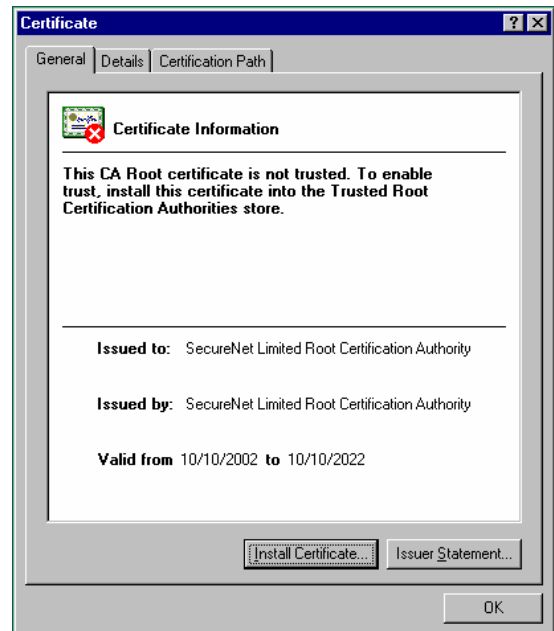 Certificate
General Details Certification Path
Certificate Information
This CA Root certificate is not trusted. To enable
trust, install this certificate into the Trusted Root
Certification Authorities store.
Issued to: SecureNet Limited Root Certification Authority
Issued by: SecureNet Limited Root Certification Authority
Valid from 10/10/2002 to 10/10/2022
Install Certificate... Issuer Statement...
OK